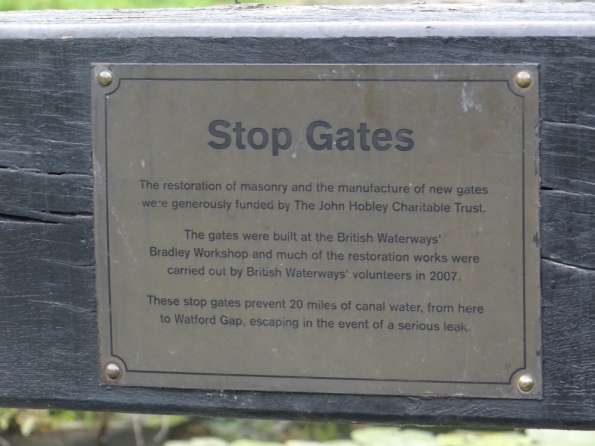 Stop Gates
The restoration of masonry and the manufacture of new gates
were generously funded by The John Hobley Charitable Trust.
The gates were built at the British Waterways'
Bradley Workshop and much of the restoration works were
carried out by British Waterways' volunteers in 2007.
These stop gates prevent 20 miles of canal water, from here
to Watford Gap, escaping in the event of a serious leak.